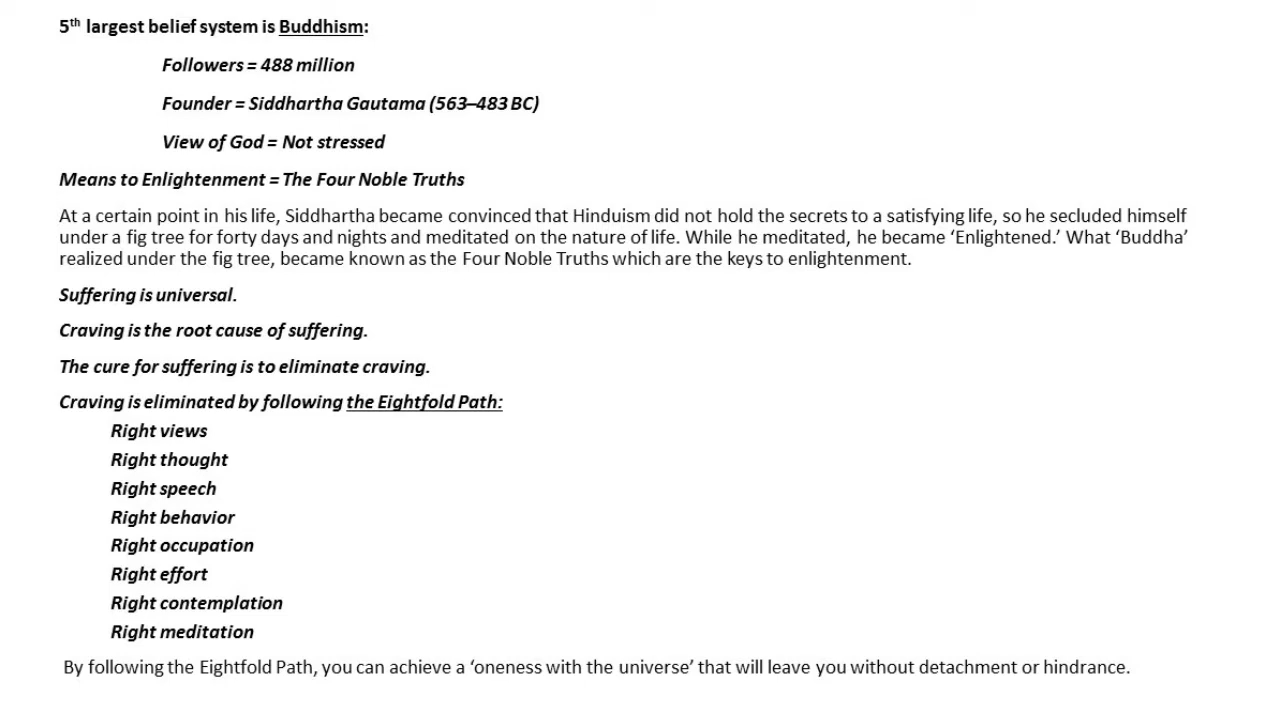 5th largest belief system is Buddhism:
Followers = 488 million
Founder = Siddhartha Gautama (563–483 BC)
View of God = Not stressed
Means to Enlightenment = The Four Noble Truths
At a certain point in his life, Siddhartha became convinced that Hinduism did not hold the secrets to a satisfying life, so he secluded himself
under a fig tree for forty days and nights and meditated on the nature of life. While he meditated, he became ‘Enlightened.’ What ‘Buddha’
realized under the fig tree, became known as the Four Noble Truths which are the keys to enlightenment.
Suffering is universal.
Craving is the root cause of suffering.
The cure for suffering is to eliminate craving.
Craving is eliminated by following the Eightfold Path:
Right views
Right thought
Right speech
Right behavior
Right occupation
Right effort
Right contemplation
Right meditation
By following the Eightfold Path, you can achieve a ‘oneness with the universe’ that will leave you without detachment or hindrance.